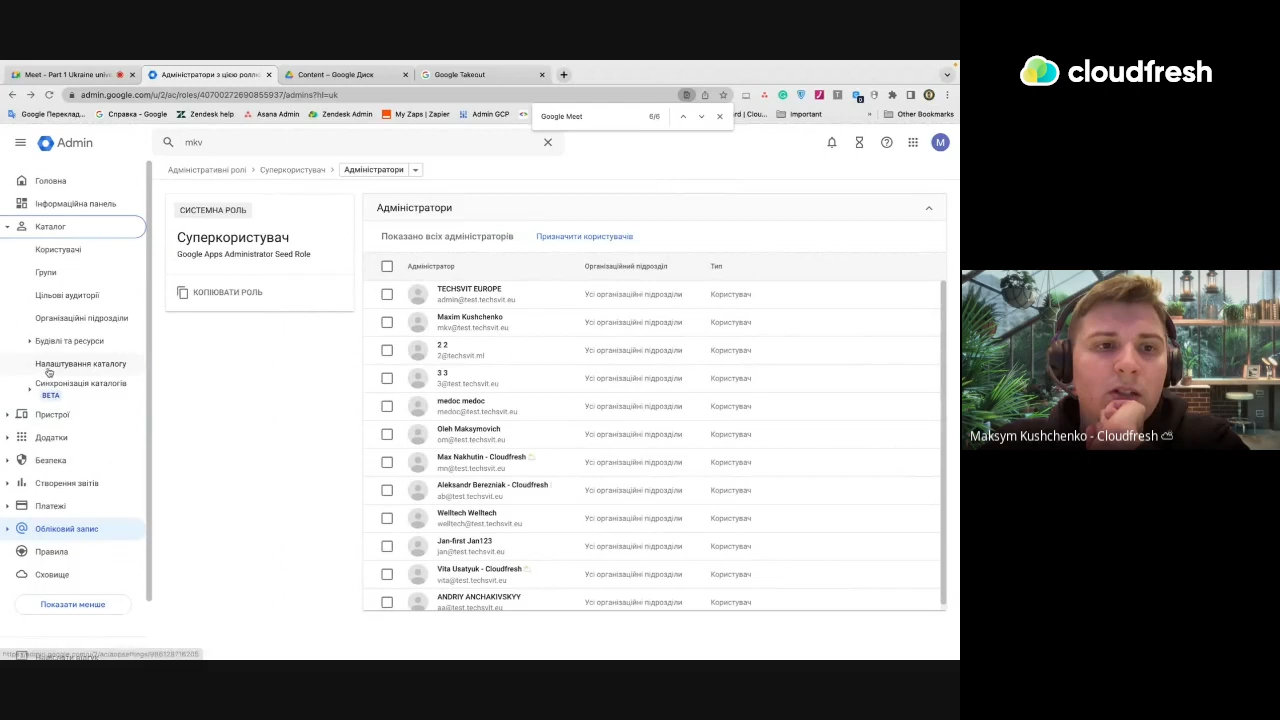 cloudfresh
Meet - Part 1 Ukraine unive
Адміністратори з цією роллю
Content – Google Диск
Google Takeout
admin.google.com/u/2/ac/roles/40700272690855937/admins?hl=uk
Google Переклад...
Справка - Google
Zendesk help
Asana Admin
Zendesk Admin
My Zaps | Zapier
Admin GCP
Google Meet
6/6
Important
Other Bookmarks
Admin
mkv
M
Адміністративні ролі > Суперкористувач > Адміністратори
Головна
Інформаційна панель
Каталог
Користувачі
Групи
Цільові аудиторії
Організаційні підрозділи
Будівлі та ресурси
Налаштування каталогу
Синхронізація каталогів
BETA
Пристрої
Додатки
Безпека
Створення звітів
Платежі
Обліковий запис
Правила
Сховище
Показати менше
СИСТЕМНА РОЛЬ
Суперкористувач
Google Apps Administrator Seed Role
КОПІЮВАТИ РОЛЬ
Адміністратори
Показано всіх адміністраторів Призначити користувачів
Адміністратор Організаційний підрозділ Тип
TECHSVIT EUROPE
admin@test.techsvit.eu Усі організаційні підрозділи Користувач
Maxim Kushchenko
mkv@test.techsvit.eu Усі організаційні підрозділи Користувач
2 2
2@techsvit.ml Усі організаційні підрозділи Користувач
3 3
3@test.techsvit.eu Усі організаційні підрозділи Користувач
medoc medoc
medoc@test.techsvit.eu Усі організаційні підрозділи Користувач
Oleh Maksymovich
om@test.techsvit.eu Усі організаційні підрозділи Користувач
Max Nakhutin - Cloudfresh
mn@test.techsvit.eu Усі організаційні підрозділи Користувач
Aleksandr Berezniak - Cloudfresh
ab@test.techsvit.eu Усі організаційні підрозділи Користувач
Welltech Welltech
welltech@test.techsvit.eu Усі організаційні підрозділи Користувач
Jan-first Jan123
jan@test.techsvit.eu Усі організаційні підрозділи Користувач
Vita Usatyuk - Cloudfresh
vita@test.techsvit.eu Усі організаційні підрозділи Користувач
ANDRIY ANCHAKIVSKYY
aa@test.techsvit.eu Усі організаційні підрозділи Користувач
Maksym Kushchenko - Cloudfresh